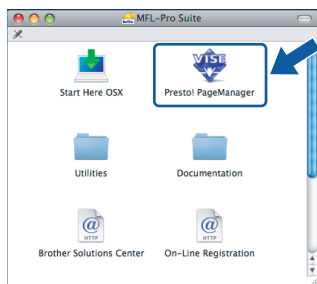 MFL-Pro Suite
VISE
Start Here OSX
Presto! PageManager
Utilities
Documentation
@
HTTP
@
HTTP
Brother Solutions Center
On-Line Registration